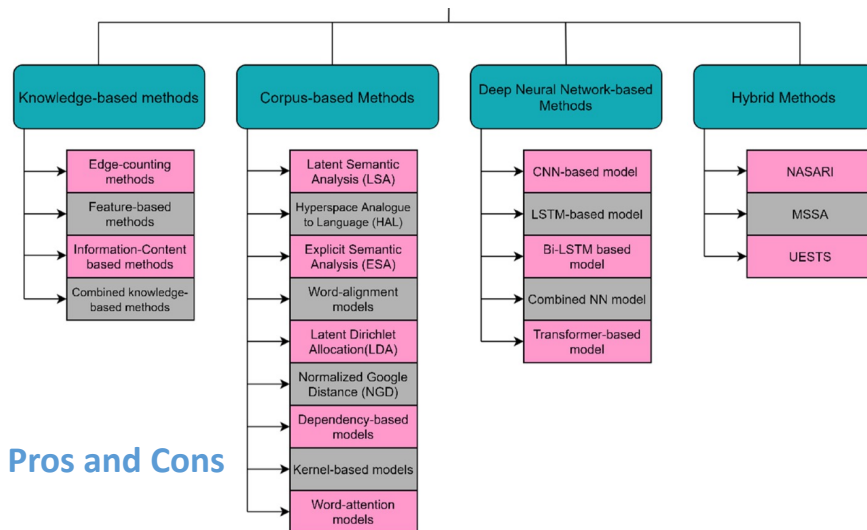 Knowledge-based methods
Edge-counting
methods
Feature-based
methods
Information-Content
based methods
Combined knowledge-
based methods
Corpus-based Methods
Latent Semantic
Analysis (LSA)
Hyperspace Analogue
to Language (HAL)
Explicit Semantic
Analysis (ESA)
Word-alignment
models
Latent Dirichlet
Allocation(LDA)
Normalized Google
Distance (NGD)
Dependency-based
models
Kernel-based models
Word-attention
models
Deep Neural Network-based
Methods
CNN-based model
LSTM-based model
Bi-LSTM based
model
Combined NN model
Transformer-based
model
Hybrid Methods
NASARI
MSSA
UESTS
Pros and Cons